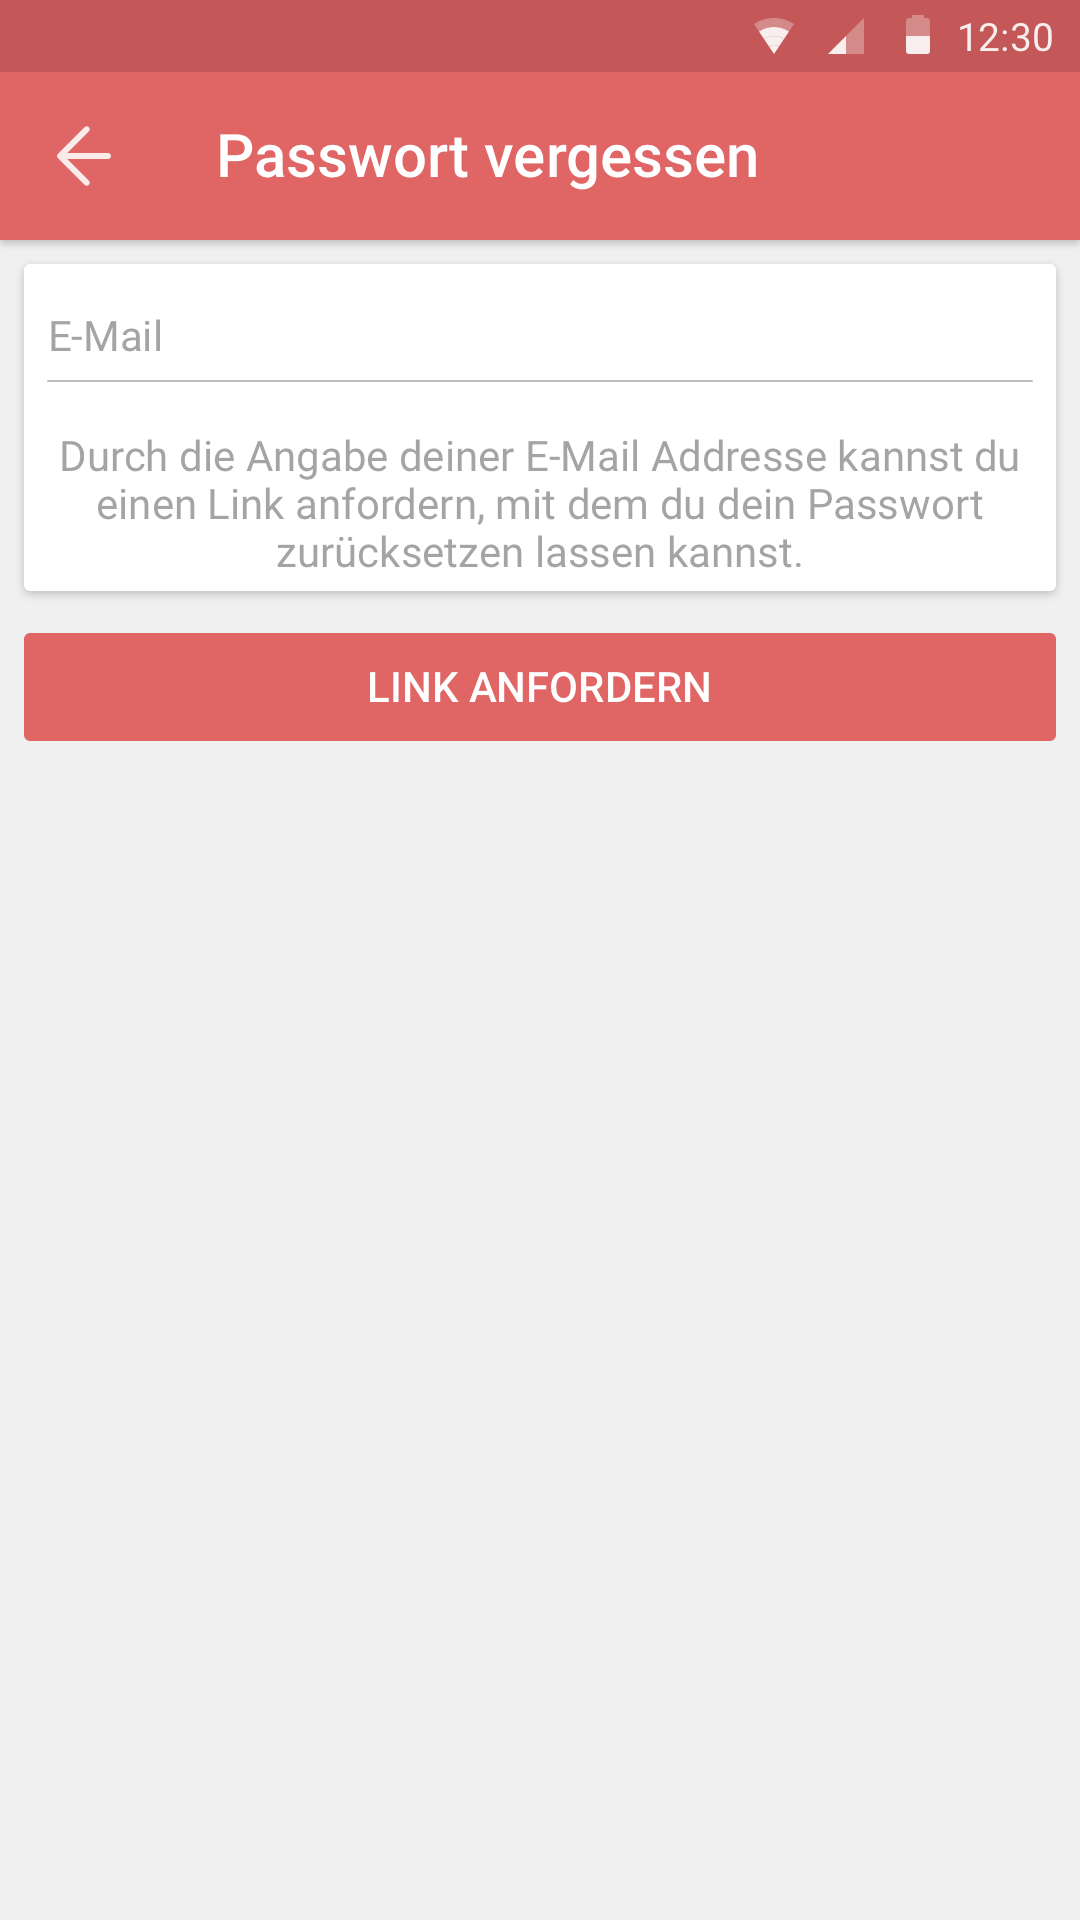 12:30
Passwort vergessen
E-Mail
Durch die Angabe deiner E-Mail Addresse kannst du
einen Link anfordern, mit dem du dein Passwort
zurücksetzen lassen kannst.
LINK ANFORDERN